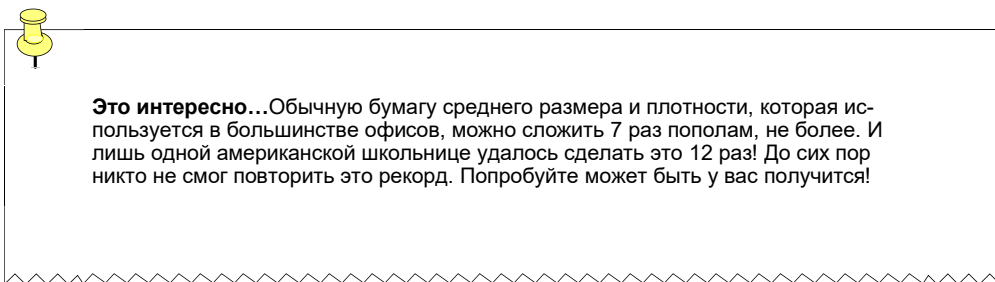 Это интересно…Обычную бумагу среднего размера и плотности, которая ис-
пользуется в большинстве офисов, можно сложить 7 раз пополам, не более. И
лишь одной американской школьнице удалось сделать это 12 раз! До сих пор
никто не смог повторить это рекорд. Попробуйте может быть у вас получится!